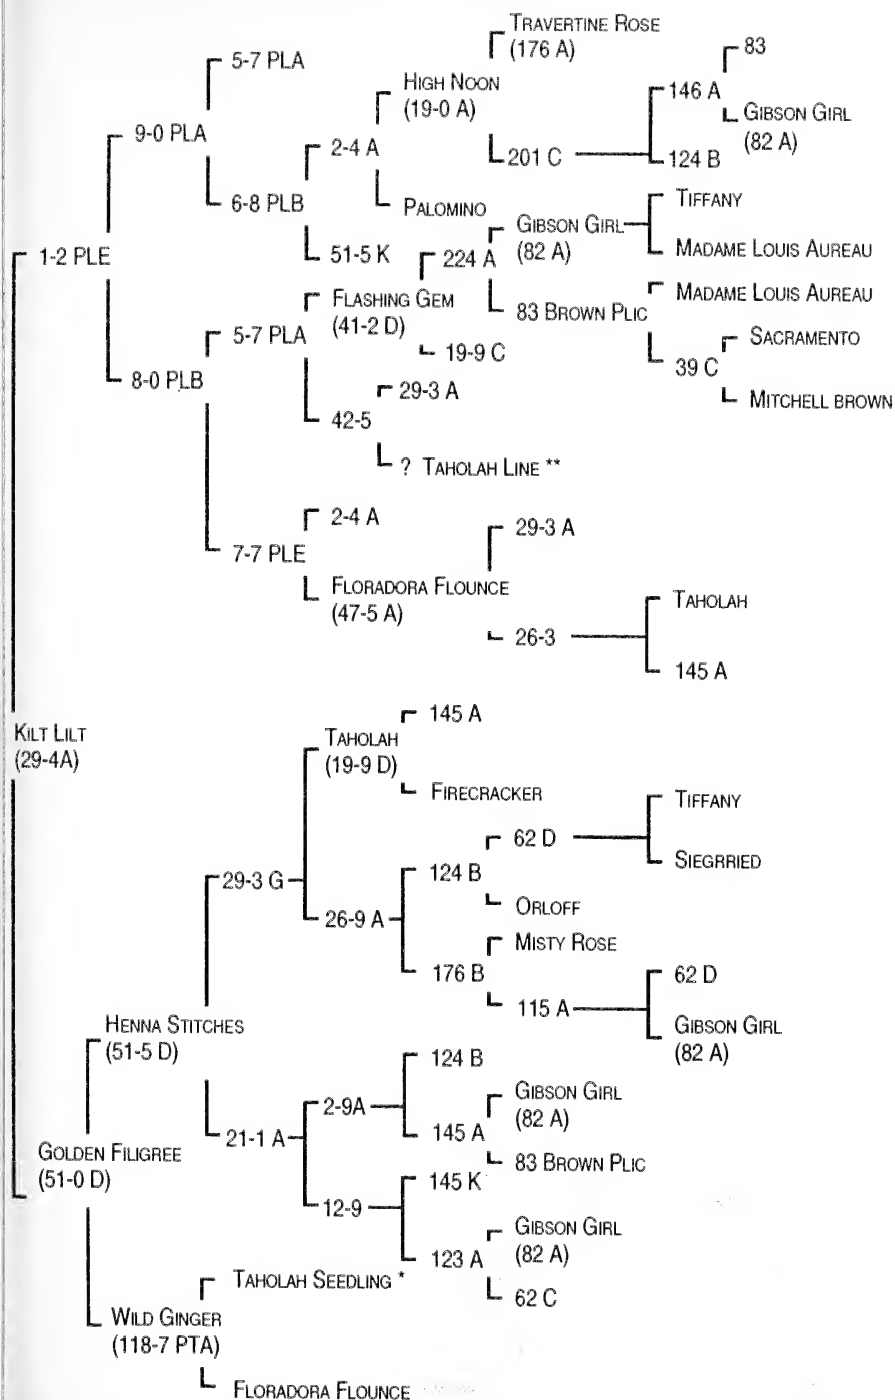 TRAVERTINE ROSE
(176 A)
83
5-7 PLA
HIGH NOON
(19-0 A)
146 A
GIBSON GIRL
(82 A)
9-0 PLA
2-4 A
201 C
124 B
6-8 PLB
PALOMINO
TIFFANY
GIBSON GIRL
(82 A)
1-2 PLE
51-5 K
224 A
MADAME LOUIS AUREAU
FLASHING GEM
(41-2 D)
83 BROWN PLIC
MADAME LOUIS AUREAU
5-7 PLA
SACRAMENTO
19-9 C
39 C
8-0 PLB
29-3 A
MITCHELL BROWN
42-5
? TAHOLAH LINE **
2-4 A
29-3 A
7-7 PLE
FLORADORA FLOUNCE
(47-5 A)
TAHOLAH
26-3
145 A
KILT LILT
(29-4A)
145 A
TAHOLAH
(19-9 D)
FIRECRACKER
TIFFANY
62 D
SIEGRRIED
29-3 G
124 B
ORLOFF
26-9 A
MISTY ROSE
176 B
62 D
115 A
GIBSON GIRL
(82 A)
HENNA STITCHES
(51-5 D)
124 B
2-9A
GIBSON GIRL
(82 A)
21-1 A
145 A
83 BROWN PLIC
GOLDEN FILIGREE
(51-0 D)
145 K
12-9
GIBSON GIRL
(82 A)
123 A
62 C
TAHOLAH SEEDLING *
WILD GINGER
(118-7 PTA)
FLORADORA FLOUNCE